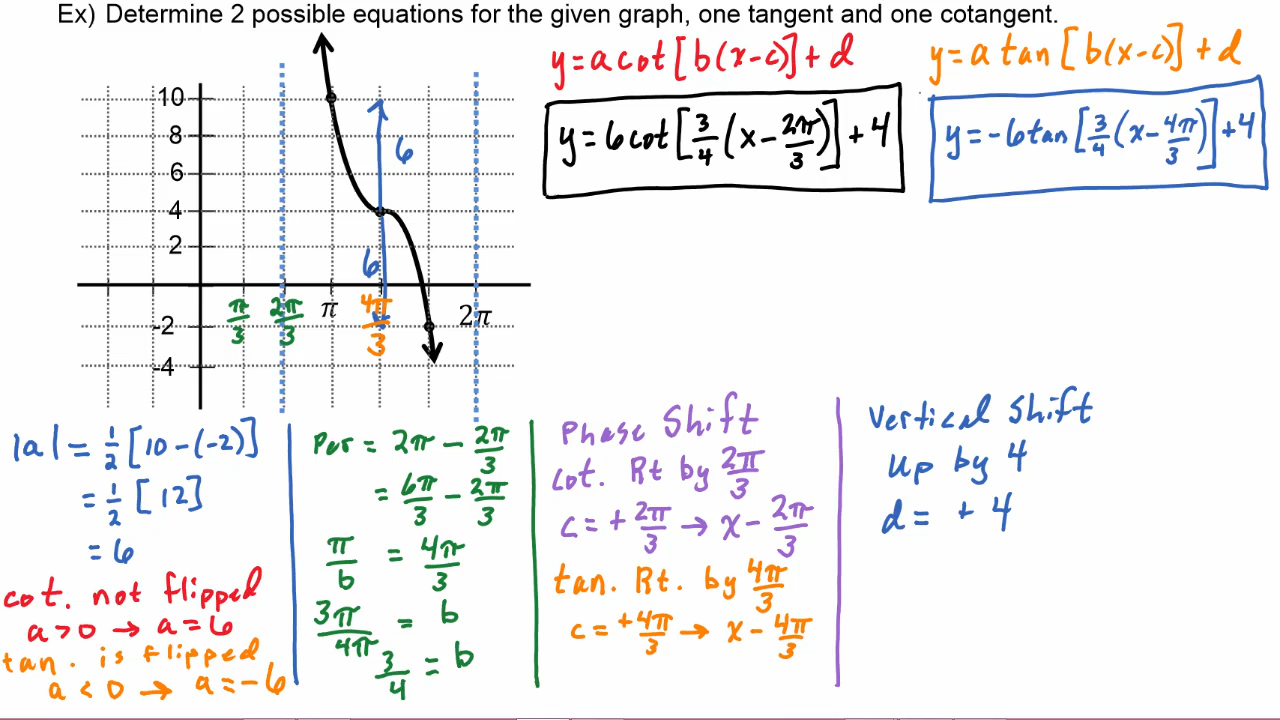 Ex) Determine 2 possible equations for the given graph, one tangent and one cotangent.
y = a cot [b(x-c)] + d
y = a tan [b(x-c)] + d
y = 6 cot [3/4 (x - 2π/3)] + 4
y = -6 tan [3/4 (x - 4π/3)] + 4
10
8
6
4
2
-2
-4
6
6
π/3 2π/3 π 4π/3 2π
|a| = 1/2 [10 - (-2)]
= 1/2 [12]
= 6
cot. not flipped
a > 0 → a = 6
tan. is flipped
a < 0 → a = -6
Per = 2π - 2π/3
= 6π/3 - 2π/3
π/b = 4π/3
3π/4π = b
3/4 = b
Phase Shift
cot. Rt by 2π/3
c = + 2π/3 → x - 2π/3
tan. Rt. by 4π/3
c = + 4π/3 → x - 4π/3
Vertical Shift
up by 4
d = + 4